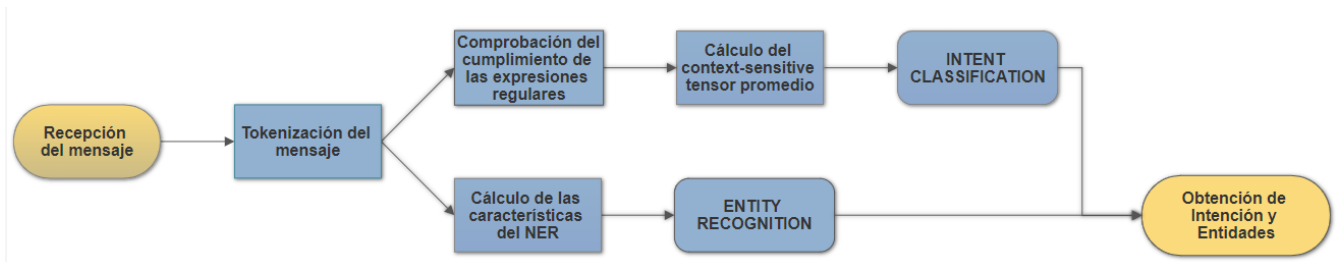 Recepción
del mensaje
Tokenización del
mensaje
Comprobación del
cumplimiento de
las expresiones
regulares
Cálculo del
context-sensitive
tensor promedio
INTENT
CLASSIFICATION
Cálculo de las
características
del NER
ENTITY
RECOGNITION
Obtención de
Intención y
Entidades